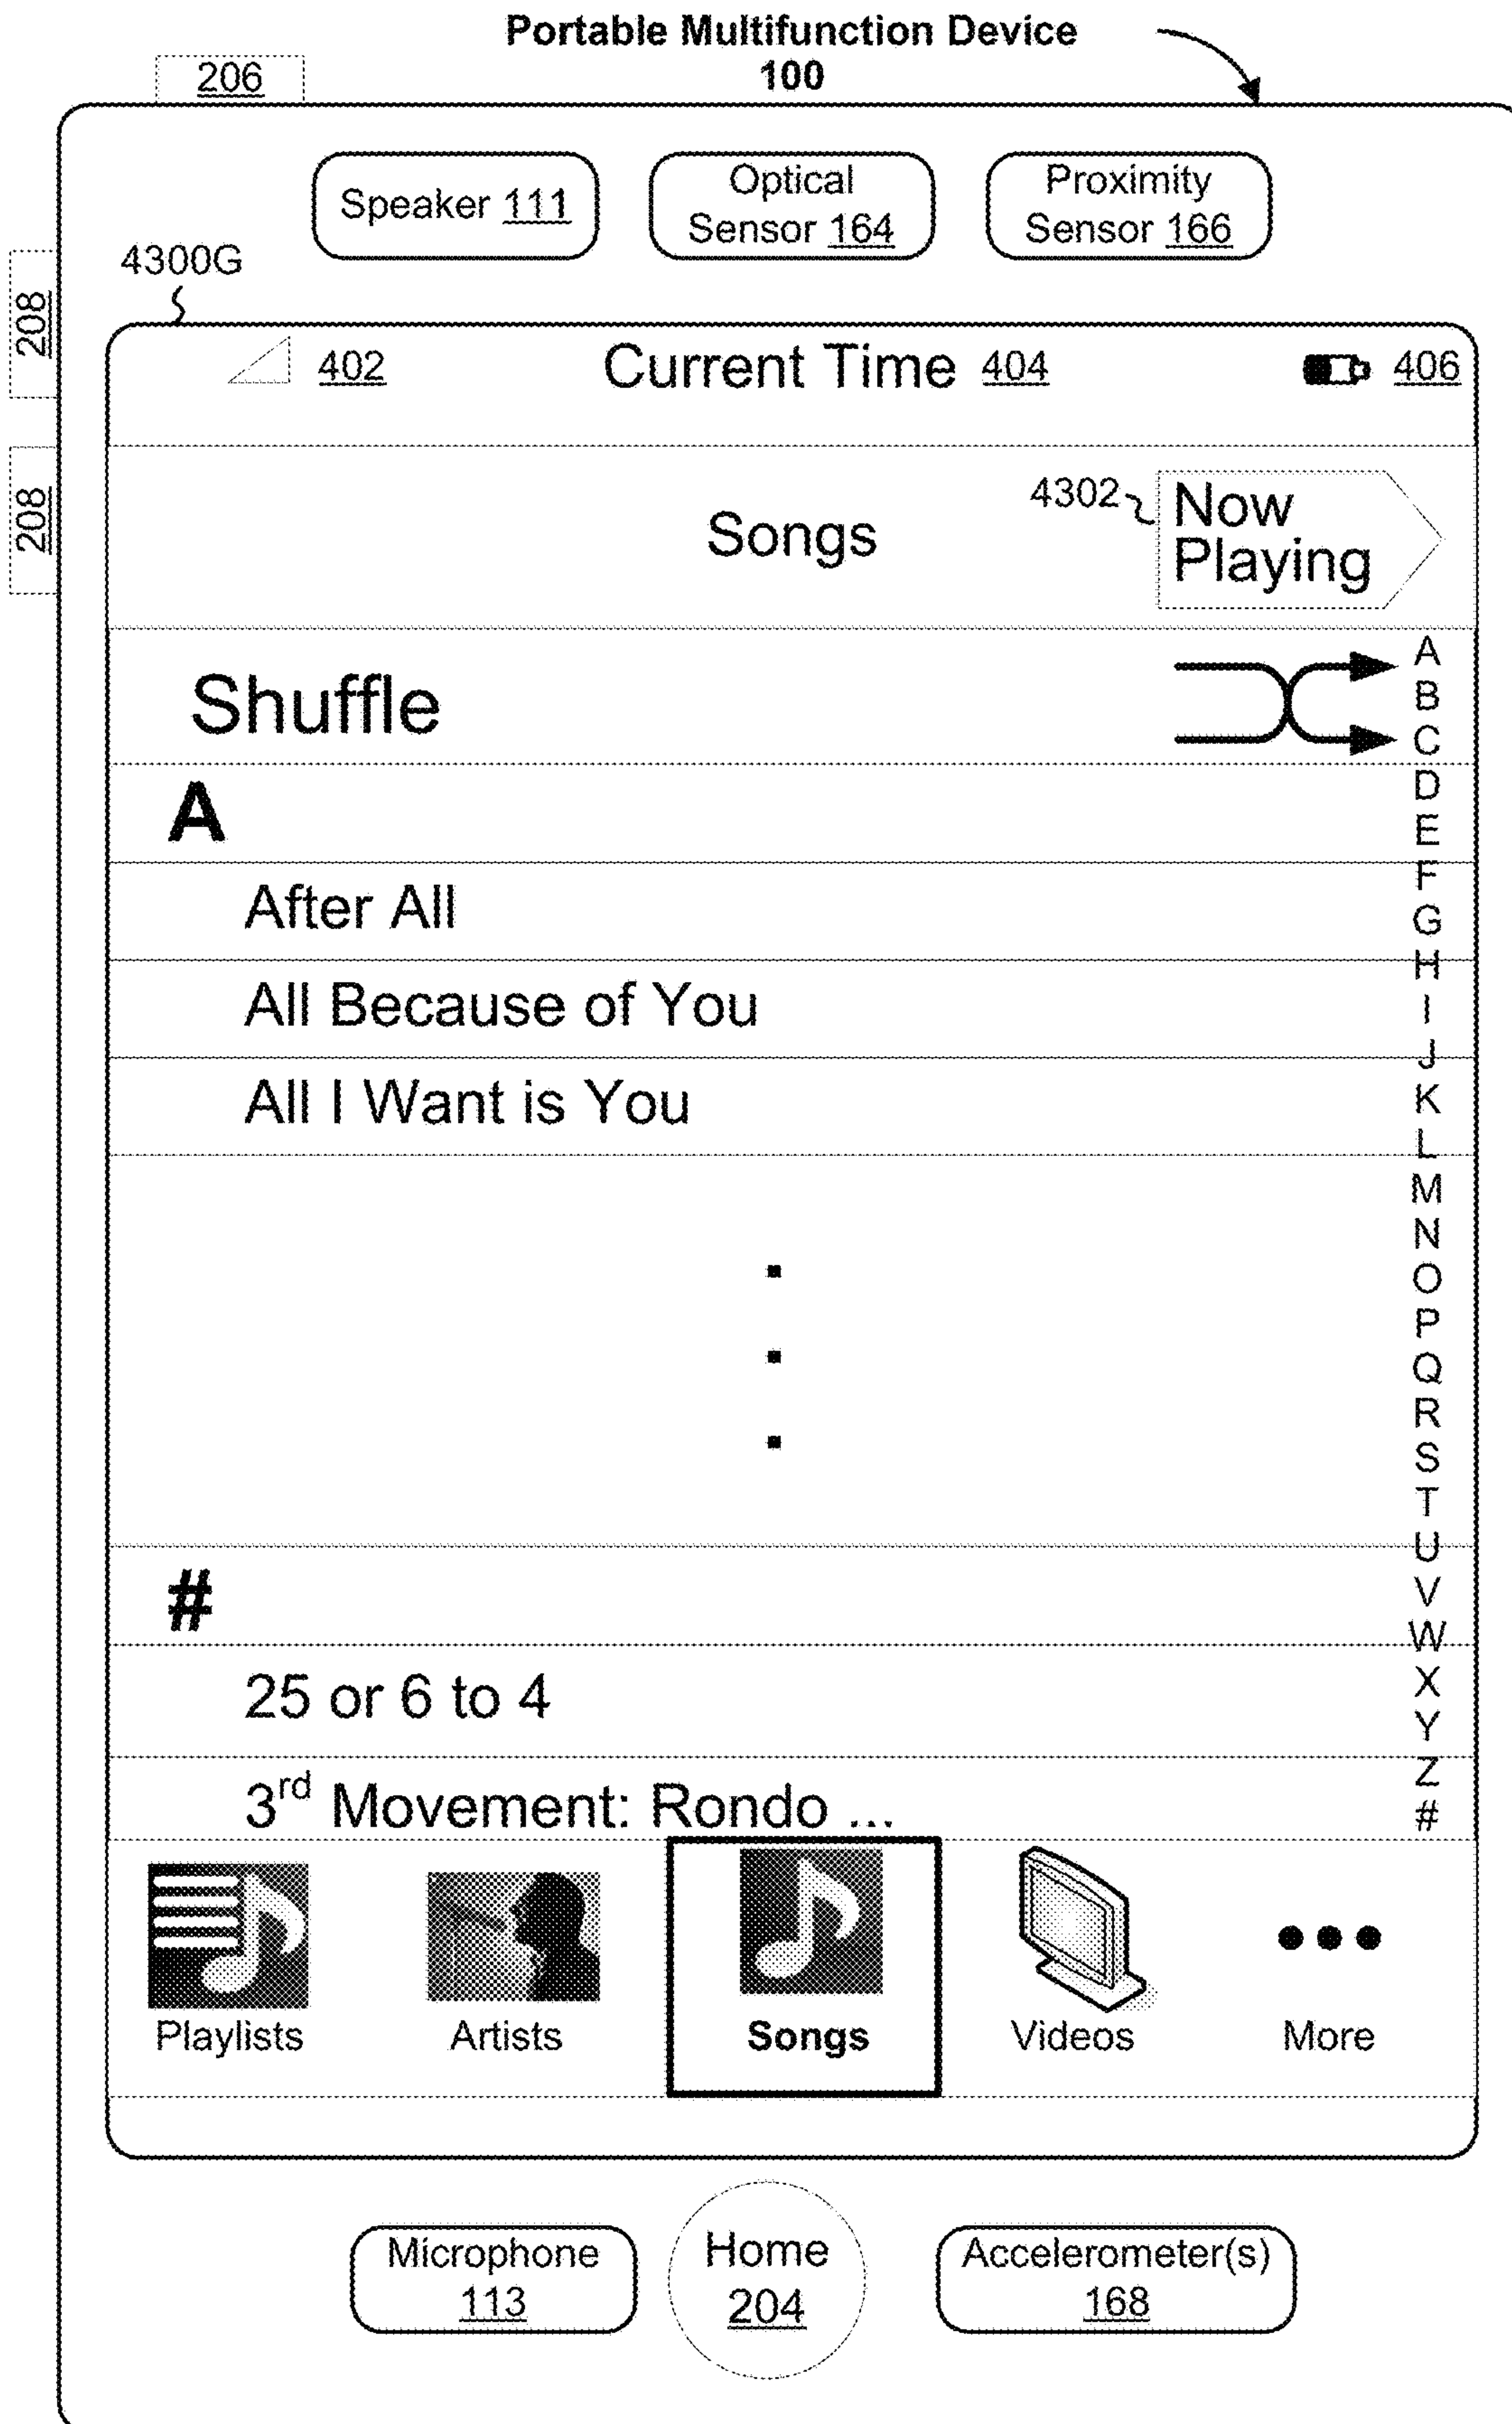 Portable Multifunction Device
100
206
Speaker 111
Optical
Sensor 164
Proximity
Sensor 166
4300G
208
208
402
Current Time 404
406
Songs
4302
Now
Playing
Shuffle
A
After All
All Because of You
All I Want is You
#
25 or 6 to 4
3rd Movement: Rondo ...
A
B
C
D
E
F
G
H
I
J
K
L
M
N
O
P
Q
R
S
T
U
V
W
X
Y
Z
#
Playlists
Artists
Songs
Videos
More
Microphone
113
Home
204
Accelerometer(s)
168